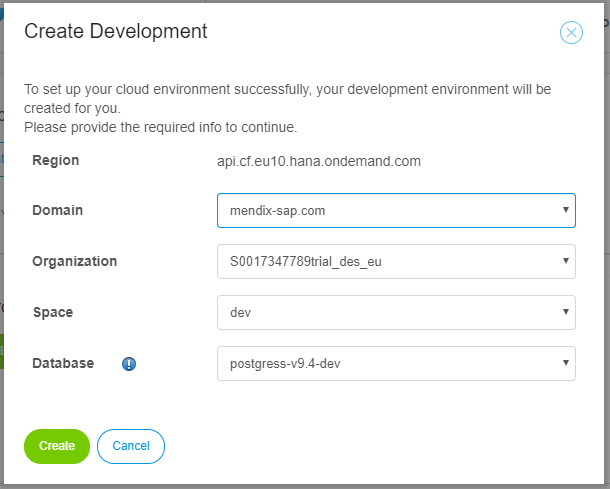 Create Development
To set up your cloud environment successfully, your development environment will be
created for you.
Please provide the required info to continue.
Region api.cf.eu10.hana.ondemand.com
Domain mendix-sap.com
Organization S0017347789trial_des_eu
Space dev
Database postgress-v9.4-dev
Create Cancel